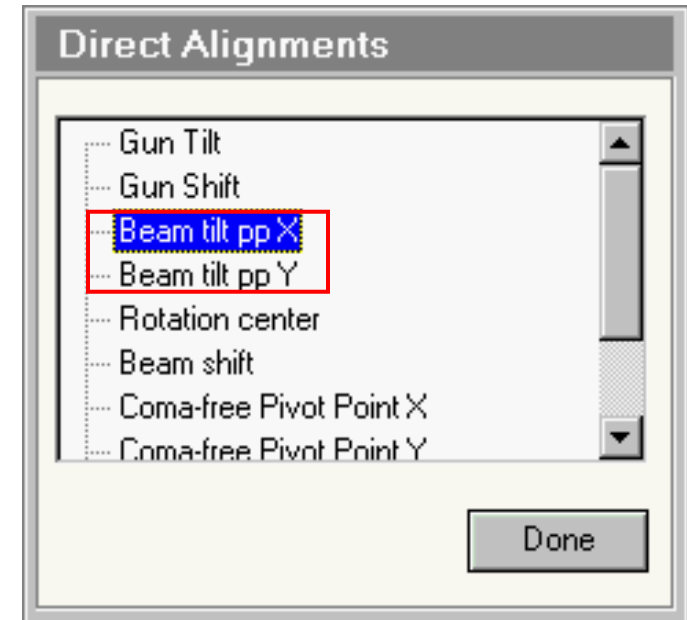 Direct Alignments
Gun Tilt
Gun Shift
Beam tilt pp X
Beam tilt pp Y
Rotation center
Beam shift
Coma-free Pivot Point X
Coma-free Pivot Point Y
Done